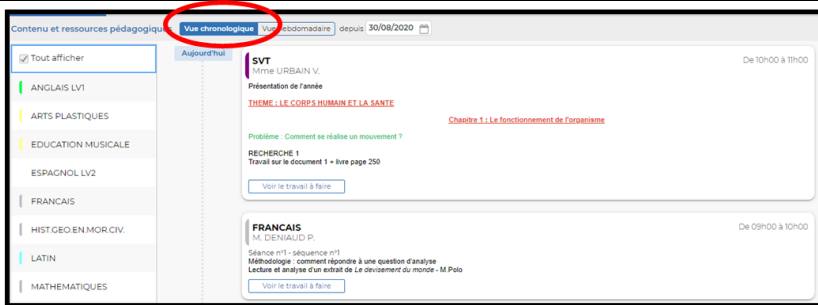 Contenu et ressources pédagogiques Vue chronologique Vue hebdomadaire depuis 30/08/2020
Tout afficher
ANGLAIS LV1
ARTS PLASTIQUES
EDUCATION MUSICALE
ESPAGNOL LV2
FRANCAIS
HIST.GEO.EN.MOR.CIV.
LATIN
MATHEMATIQUES
Aujourd'hui
SVT De 10h00 à 11h00
Mme URBAIN V.
Présentation de l'année
THEME : LE CORPS HUMAIN ET LA SANTE
Chapitre 1 : Le fonctionnement de l'organisme
Problème : Comment se réalise un mouvement ?
RECHERCHE 1
Travail sur le document 1 + livre page 250
Voir le travail à faire
FRANCAIS De 09h00 à 10h00
M. DENIAUD P.
Séance n°1 - séquence n°1
Méthodologie : comment répondre à une question d'analyse
Lecture et analyse d'un extrait de Le devisement du monde - M.Polo
Voir le travail à faire